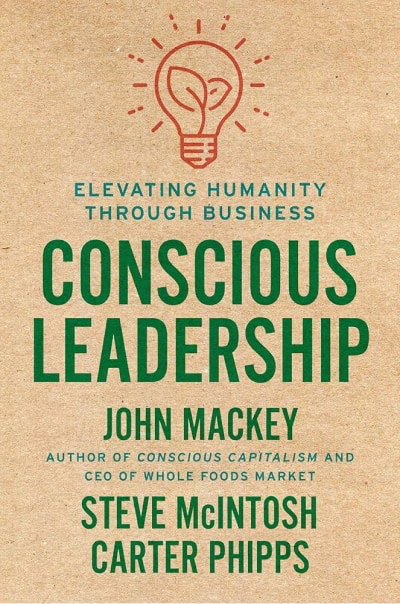 ELEVATING HUMANITY
THROUGH BUSINESS
CONSCIOUS
LEADERSHIP
JOHN MACKEY
AUTHOR OF CONSCIOUS CAPITALISM AND
CEO OF WHOLE FOODS MARKET
STEVE McINTOSH
CARTER PHIPPS